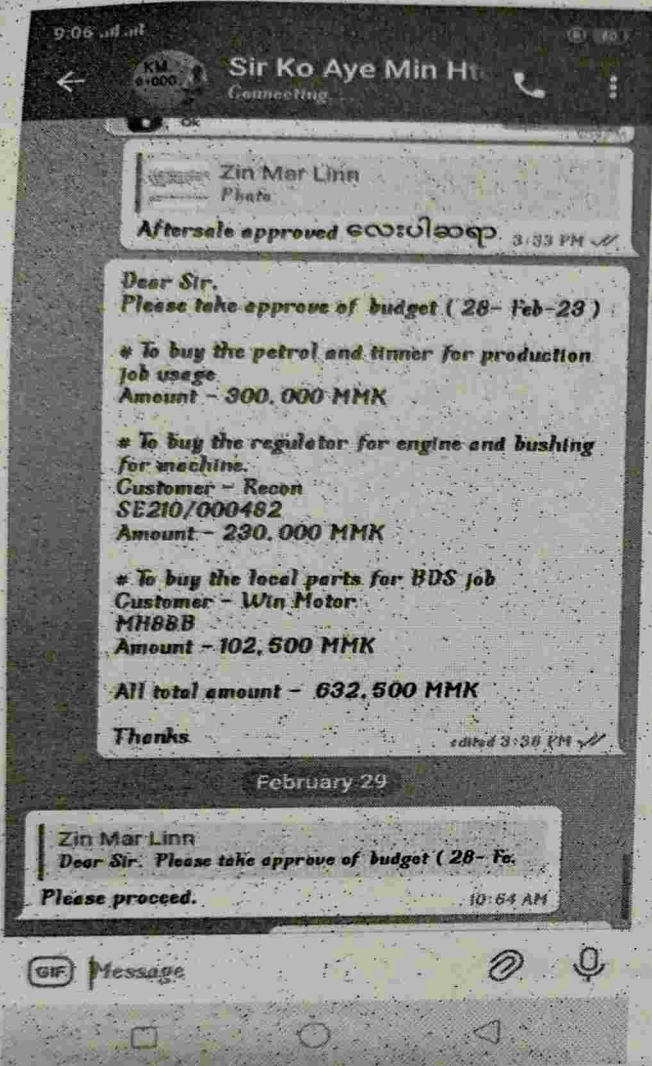 9:06
KM
0+000
Sir Ko Aye Min Ht
Connecting...
Ok
Zin Mar Linn
Photo
Aftersale approved လေးပါဆရာ 3:33 PM
Dear Sir.
Please take approve of budget ( 28- Feb-23 )
# To buy the petrol and tinner for production
job usage
Amount - 300, 000 MMK
# To buy the regulator for engine and bushing
for machine.
Customer - Recon
SE210/000482
Amount - 230, 000 MMK
# To buy the local parts for BDS job
Customer - Win Motor
MH88B
Amount - 102, 500 MMK
All total amount - 632, 500 MMK
Thanks
edited 3:36 PM
February 29
Zin Mar Linn
Dear Sir. Please take approve of budget ( 28- Fe.
Please proceed.
10:54 AM
GIF Message